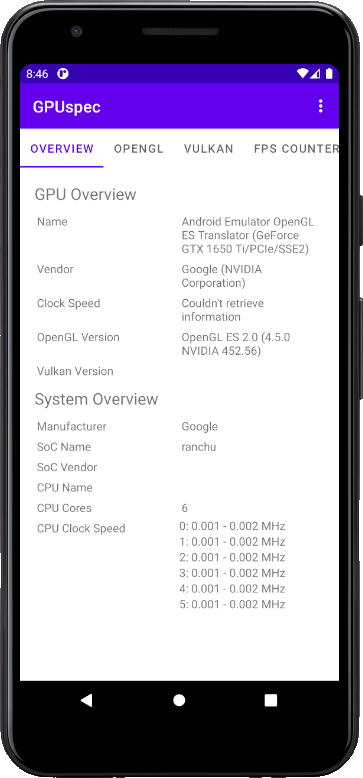 8:46
GPUspec
OVERVIEW OPENGL VULKAN FPS COUNTER
GPU Overview
Name Android Emulator OpenGL
ES Translator (GeForce
GTX 1650 Ti/PCIe/SSE2)
Vendor Google (NVIDIA
Corporation)
Clock Speed Couldn't retrieve
information
OpenGL Version OpenGL ES 2.0 (4.5.0
NVIDIA 452.56)
Vulkan Version
System Overview
Manufacturer Google
SoC Name ranchu
SoC Vendor
CPU Name
CPU Cores 6
CPU Clock Speed 0: 0.001 - 0.002 MHz
1: 0.001 - 0.002 MHz
2: 0.001 - 0.002 MHz
3: 0.001 - 0.002 MHz
4: 0.001 - 0.002 MHz
5: 0.001 - 0.002 MHz